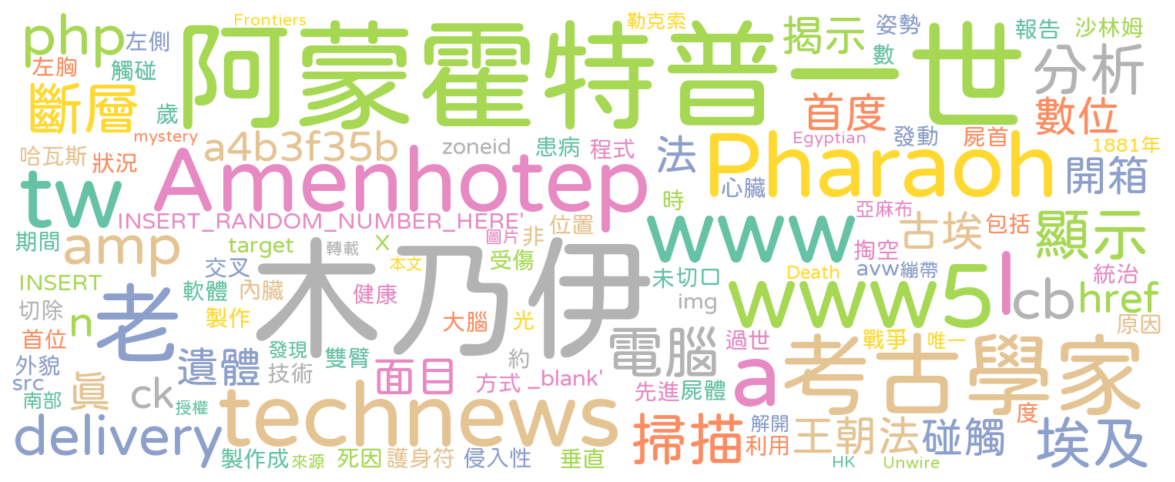 Frontiers 勒克索 姿勢 報告 沙林姆
php 左側 阿蒙霍特普一世 揭示 數 分析
左胸 觸碰 斷層 歲 首度 數位
mystery a4b3f35b zoneid 患病 程式 法 Egyptian 發動 屍首 1881年
哈瓦斯 狀況 Amenhotep 心臟 Pharaoh 開箱
tw INSERT_RANDOM_NUMBER_HERE' 時 www 亞麻布 古埃 包括 顯示
期間 amp target X 圖片 非 位置 掏空
轉載 本文 受傷 未切口 Death avw 繃帶 統治
INSERT 交叉 木乃伊 img www5 l cb href
切除 n 老 軟體 內臟 健康
首位 製作 大腦 光 電腦 過世 戰爭 唯一 原因
外貌 遺體 發現 雙臂 約 面目 a 考古學家
src 眞 ck 技術 方式 _blank' 先進 屍體
南部 授權 technews 掃描 解開 利用 度
delivery 王朝 法 碰觸 埃及
製作成 來源 死因 護身符 侵入性 垂直 HK Unwire